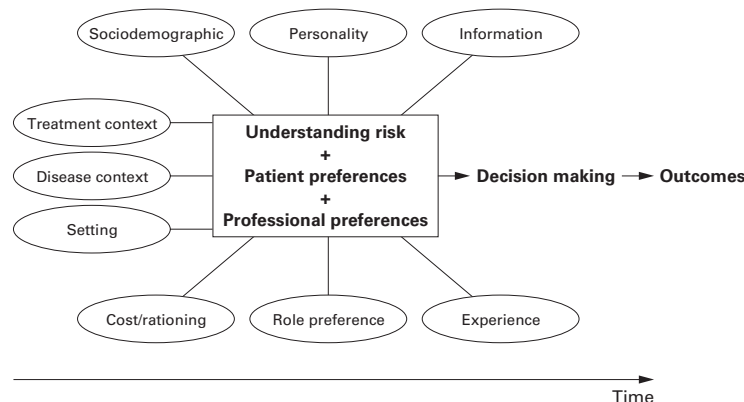 Sociodemographic
Personality
Information
Treatment context
Disease context
Setting
Understanding risk
+
Patient preferences
+
Professional preferences
Decision making
Outcomes
Cost/rationing
Role preference
Experience
Time